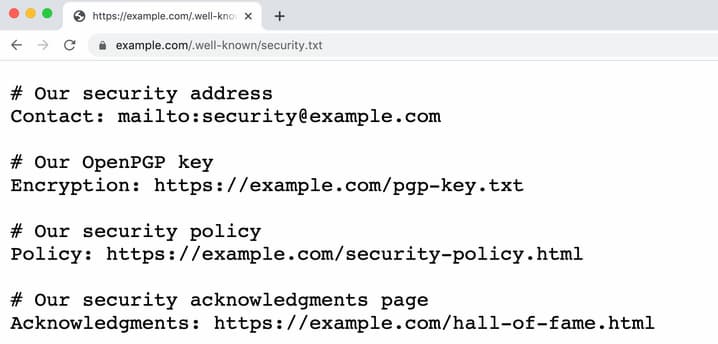 https://example.com/.well-know
example.com/.well-known/security.txt
# Our security address
Contact: mailto:security@example.com
# Our OpenPGP key
Encryption: https://example.com/pgp-key.txt
# Our security policy
Policy: https://example.com/security-policy.html
# Our security acknowledgments page
Acknowledgments: https://example.com/hall-of-fame.html